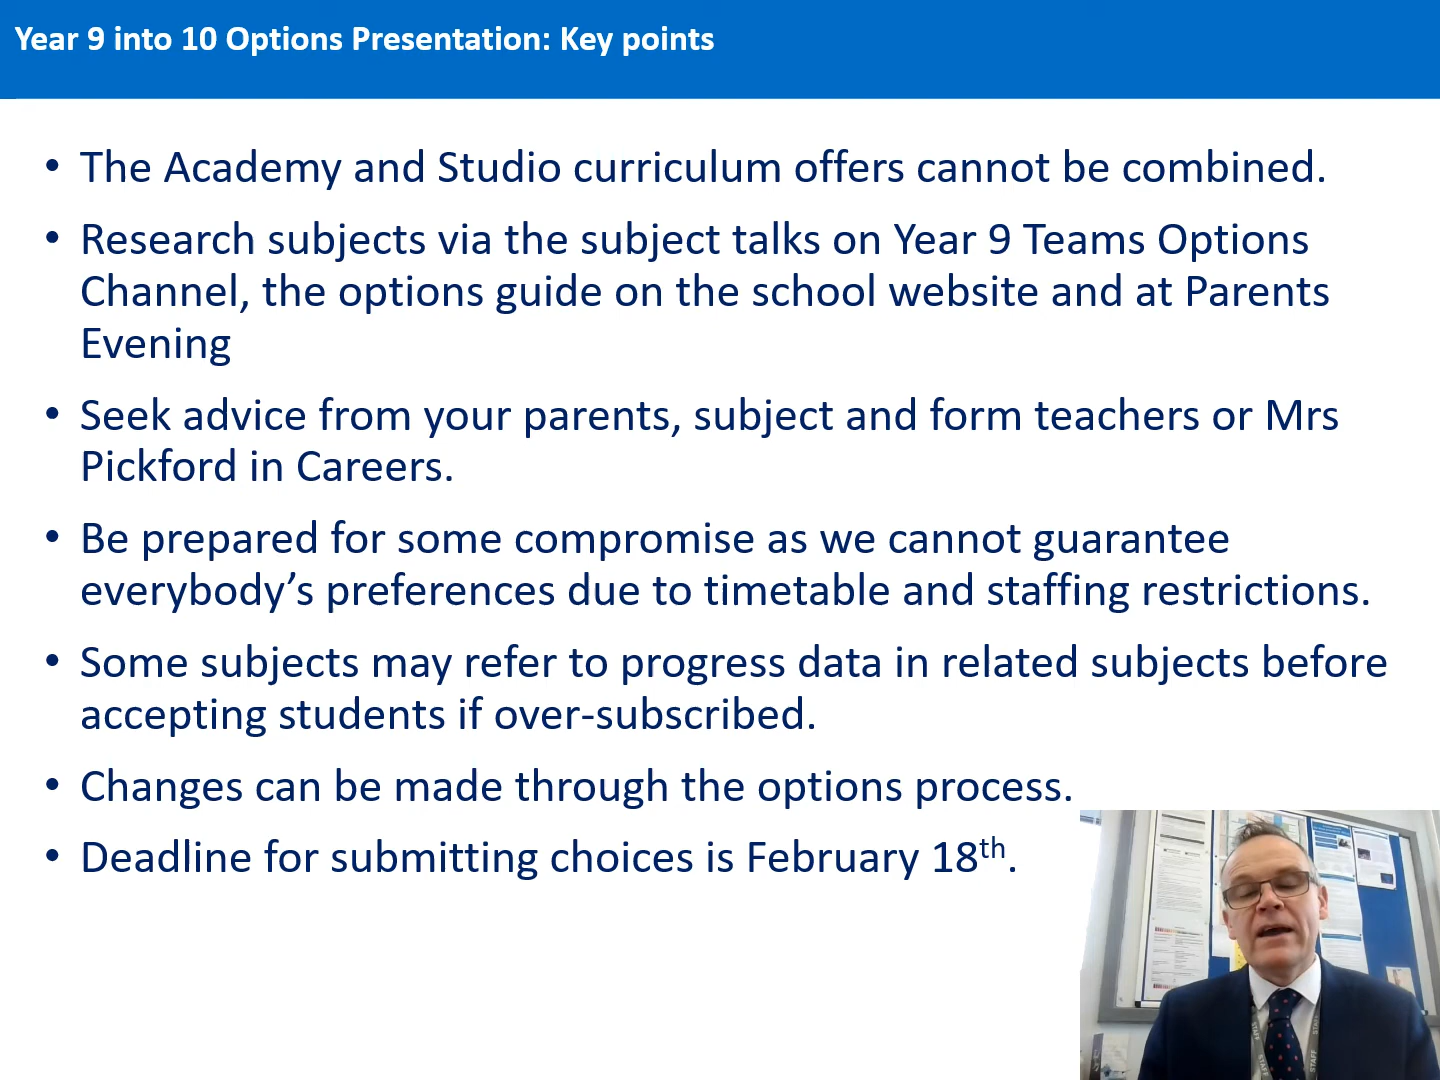 Year 9 into 10 Options Presentation: Key points
• The Academy and Studio curriculum offers cannot be combined.
• Research subjects via the subject talks on Year 9 Teams Options
Channel, the options guide on the school website and at Parents
Evening
• Seek advice from your parents, subject and form teachers or Mrs
Pickford in Careers.
• Be prepared for some compromise as we cannot guarantee
everybody’s preferences due to timetable and staffing restrictions.
• Some subjects may refer to progress data in related subjects before
accepting students if over-subscribed.
• Changes can be made through the options process.
• Deadline for submitting choices is February 18th.
STAFF